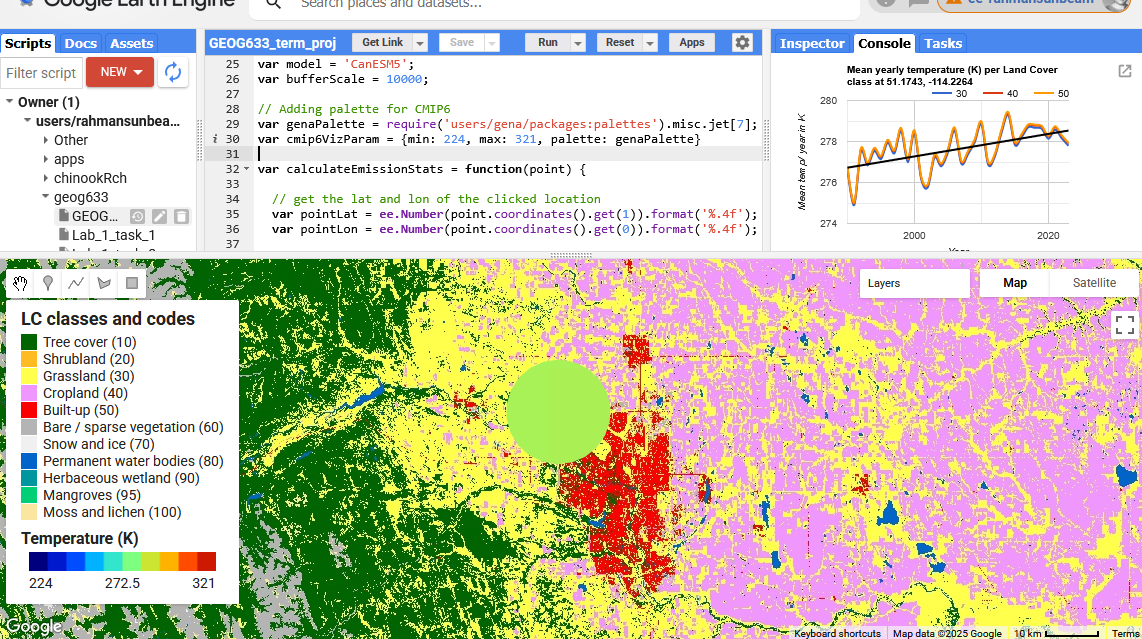 Google Earth Engine
Search places and datasets...
ee-rahmansunbeam
Scripts Docs Assets
Filter script NEW
Owner (1)
users/rahmansunbea...
Other
apps
chinookRch
geog633
GEOG...
Lab_1_task_1
GEOG633_term_proj Get Link Save Run Reset Apps
25 var model = 'CanESM5';
26 var bufferScale = 10000;
27
28 // Adding palette for CMIP6
29 var genaPalette = require('users/gena/packages:palettes').misc.jet[7];
i 30 var cmip6VizParam = {min: 224, max: 321, palette: genaPalette}
31
32 var calculateEmissionStats = function(point) {
33
34 // get the lat and lon of the clicked location
35 var pointLat = ee.Number(point.coordinates().get(1)).format('%.4f');
36 var pointLon = ee.Number(point.coordinates().get(0)).format('%.4f');
37
Inspector Console Tasks
Mean yearly temperature (K) per Land Cover
class at 51.1743, -114.2264
30 40 50
280
278
276
274
Mean temp/ year in K
2000 2020
Year
Layers
Map Satellite
LC classes and codes
Tree cover (10)
Shrubland (20)
Grassland (30)
Cropland (40)
Built-up (50)
Bare / sparse vegetation (60)
Snow and ice (70)
Permanent water bodies (80)
Herbaceous wetland (90)
Mangroves (95)
Moss and lichen (100)
Temperature (K)
224 272.5 321
Google
Keyboard shortcuts Map data ©2025 Google 10 km Terms